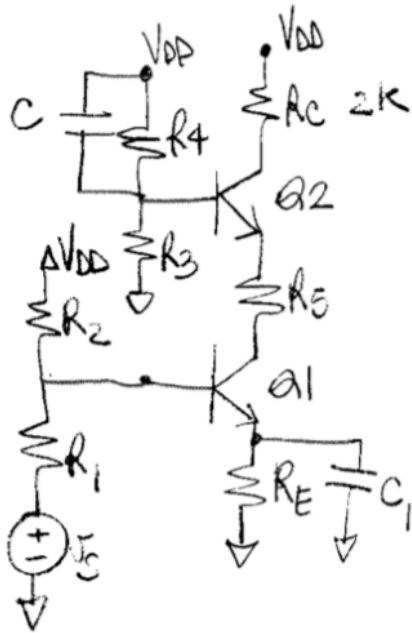 VDD
VDD
C
R4
RC 2K
Q2
R3
VDD
R2
R5
Q1
R1
RE
C1
+
-
VS